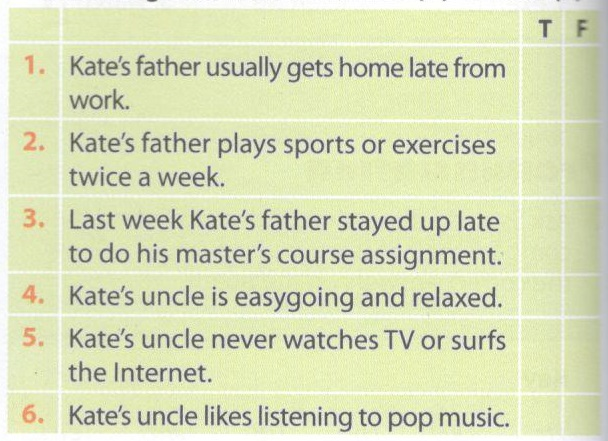 T F
1. Kate's father usually gets home late from
work.
2. Kate's father plays sports or exercises
twice a week.
3. Last week Kate's father stayed up late
to do his master's course assignment.
4. Kate's uncle is easygoing and relaxed.
5. Kate's uncle never watches TV or surfs
the Internet.
6. Kate's uncle likes listening to pop music.